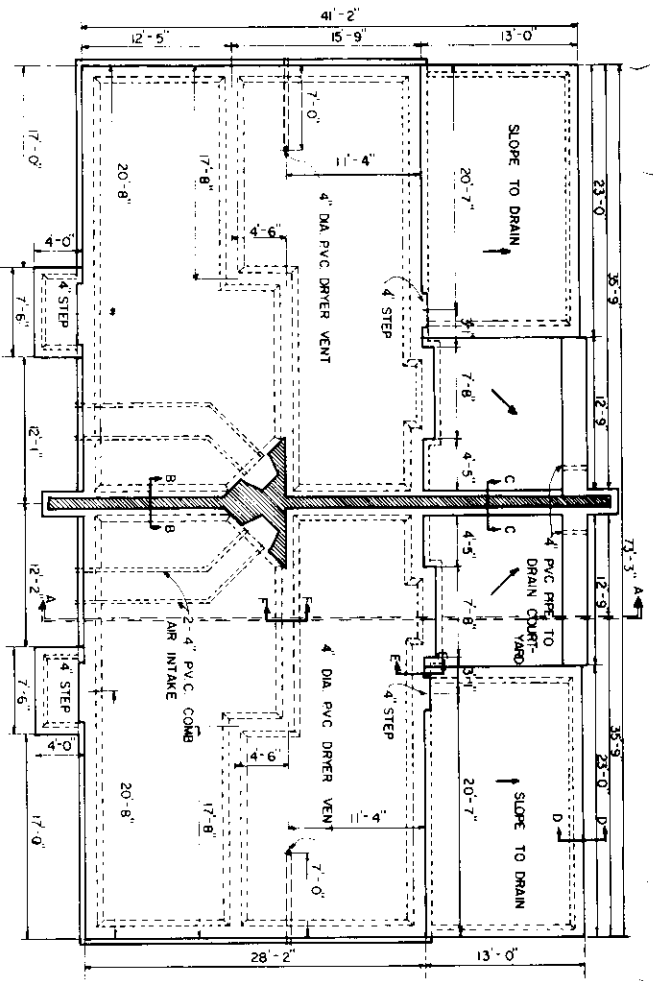 41'-2"
12'-5"
15'-9"
13'-0"
7'-0"
17'-0"
20'-8"
17'-8"
11'-4"
4" DIA P.V.C. DRYER VENT
20'-7"
SLOPE TO DRAIN
23'-0"
35'-9"
4'-6"
4'-0"
4" STEP
7'-6"
4" STEP
3'-1"
7'-8"
12'-9"
12'-1"
4'-5"
B
B
C
C
73'-3"
4" PVC PIPE TO
DRAIN COURT-
YARD
4'-5"
12'-9"
12'-2"
A
A
7'-8"
2-4" P.V.C. COMB
AIR INTAKE
F
F
E
E
4" STEP
7'-6"
4'-0"
4" DIA PVC DRYER VENT
4" STEP
3'-1"
35'-9
23'-0"
4'-6"
20'-8"
17'-8"
17'-0"
11'-4"
7'-0"
20'-7"
SLOPE TO DRAIN
D
D
28'-2"
13'-0"